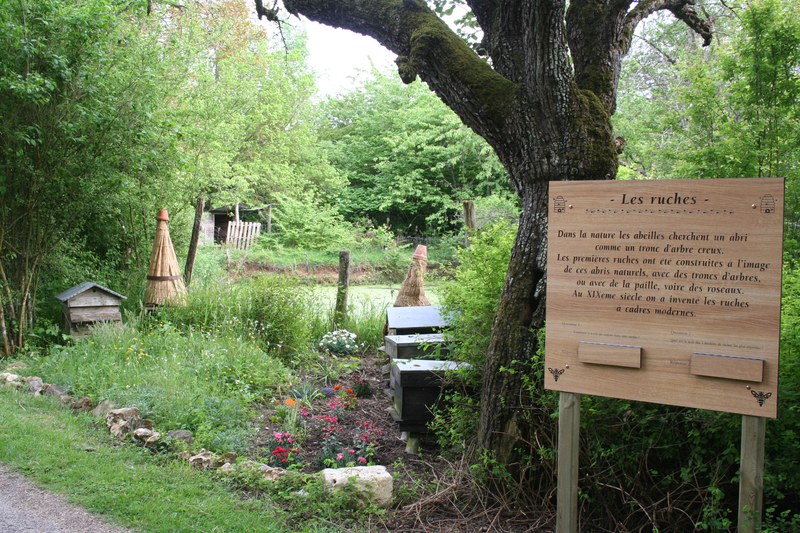 - Les ruches -
Dans la nature les abeilles cherchent un abri
comme un tronc d'arbre creux.
Les premières ruches ont été construites à l'image
de ces abris naturels, avec des troncs d'arbres,
ou avec de la paille, voire des roseaux.
Au XIXeme siècle on a inventé les ruches
a cadres modernes.